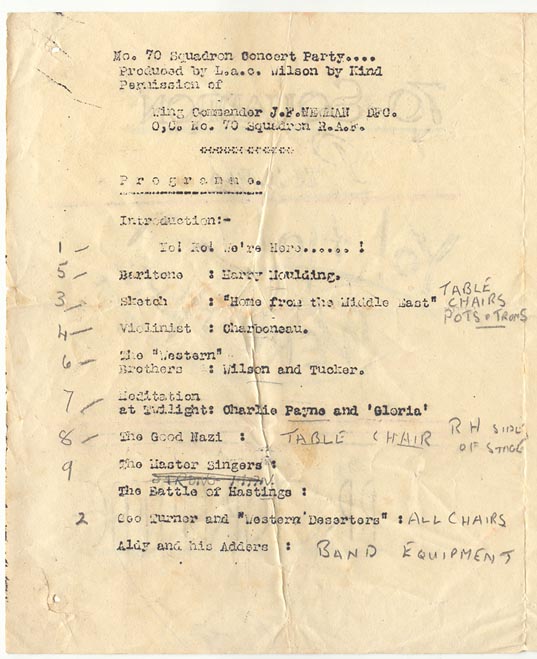 No. 70 Squadron Concert Party....
Produced by L.a.c. Wilson by Kind
Permission of
Wing Commander J.F.NEWMAN DFC.
O,C. No. 70 Squadron R.A.F.
Programme.
Introduction:-
1 - Yo! Ho! We're Here...... !
5 - Baritone : Harry Moulding.
3 - Sketch : "Home from the Middle East" TABLE
CHAIRS
POTS + TROMS
4 - Violinist : Charboneau.
6 - The "Western"
Brothers : Wilson and Tucker.
7 - Meditation
at Twilight: Charlie Payne and 'Gloria'
8 - The Good Nazi : TABLE CHAIR RH SIDE
OF STAGE
9 The Master Singers :
The Battle of Hastings :
2 Geo Turner and "Western Deserters" : ALL CHAIRS
Aldy and his Adders : BAND EQUIPMENT